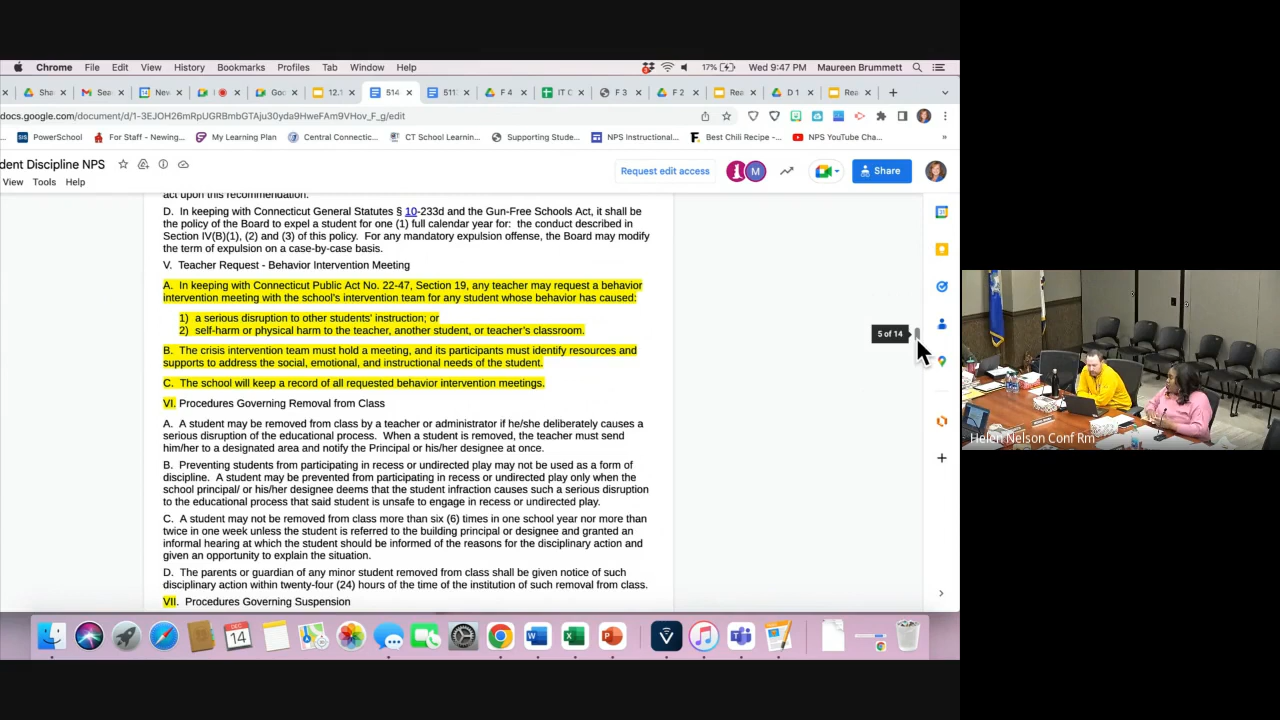 Chrome File Edit View History Bookmarks Profiles Tab Window Help 17% Wed 9:47 PM Maureen Brummett
Sha Sea New Goo 12.1 514 511 F 4 IT C F 3 F 2 Rea D 1 Rea
docs.google.com/document/d/1-3EJOH26mRpUGRBmbGTAju30yda9HweFAm9VHov_F_g/edit
PowerSchool For Staff - Newing... My Learning Plan Central Connectic... CT School Learnin... Supporting Stude... NPS Instructional... Best Chili Recipe -... NPS YouTube Cha...
dent Discipline NPS
View Tools Help
Request edit access
M
Share
act upon this recommendation.
D. In keeping with Connecticut General Statutes § 10-233d and the Gun-Free Schools Act, it shall be
the policy of the Board to expel a student for one (1) full calendar year for: the conduct described in
Section IV(B)(1), (2) and (3) of this policy. For any mandatory expulsion offense, the Board may modify
the term of expulsion on a case-by-case basis.
V. Teacher Request - Behavior Intervention Meeting
A. In keeping with Connecticut Public Act No. 22-47, Section 19, any teacher may request a behavior
intervention meeting with the school's intervention team for any student whose behavior has caused:
1) a serious disruption to other students' instruction; or
2) self-harm or physical harm to the teacher, another student, or teacher's classroom.
B. The crisis intervention team must hold a meeting, and its participants must identify resources and
supports to address the social, emotional, and instructional needs of the student.
C. The school will keep a record of all requested behavior intervention meetings.
VI. Procedures Governing Removal from Class
A. A student may be removed from class by a teacher or administrator if he/she deliberately causes a
serious disruption of the educational process. When a student is removed, the teacher must send
him/her to a designated area and notify the Principal or his/her designee at once.
B. Preventing students from participating in recess or undirected play may not be used as a form of
discipline. A student may be prevented from participating in recess or undirected play only when the
school principal/ or his/her designee deems that the student infraction causes such a serious disruption
to the educational process that said student is unsafe to engage in recess or undirected play.
C. A student may not be removed from class more than six (6) times in one school year nor more than
twice in one week unless the student is referred to the building principal or designee and granted an
informal hearing at which the student should be informed of the reasons for the disciplinary action and
given an opportunity to explain the situation.
D. The parents or guardian of any minor student removed from class shall be given notice of such
disciplinary action within twenty-four (24) hours of the time of the institution of such removal from class.
VII. Procedures Governing Suspension
5 of 14
DEC
14
Helen Nelson Conf Rm